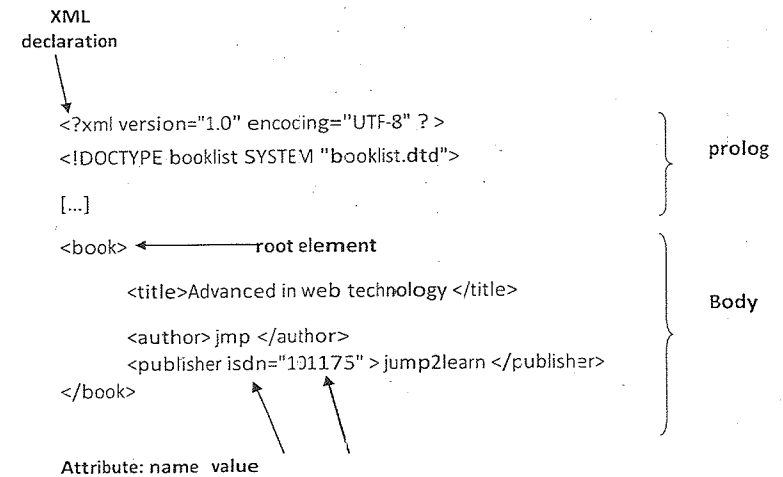 XML
declaration
<?xml version="1.0" encocing="UTF-8" ? >
<!DOCTYPE booklist SYSTEM "booklist.dtd">
prolog
[...]
<book> root element
<title>Advanced in web technology </title>
Body
<author> jmp </author>
<publisher isdn="101175" > jump2learn </publisher>
</book>
Attribute: name value